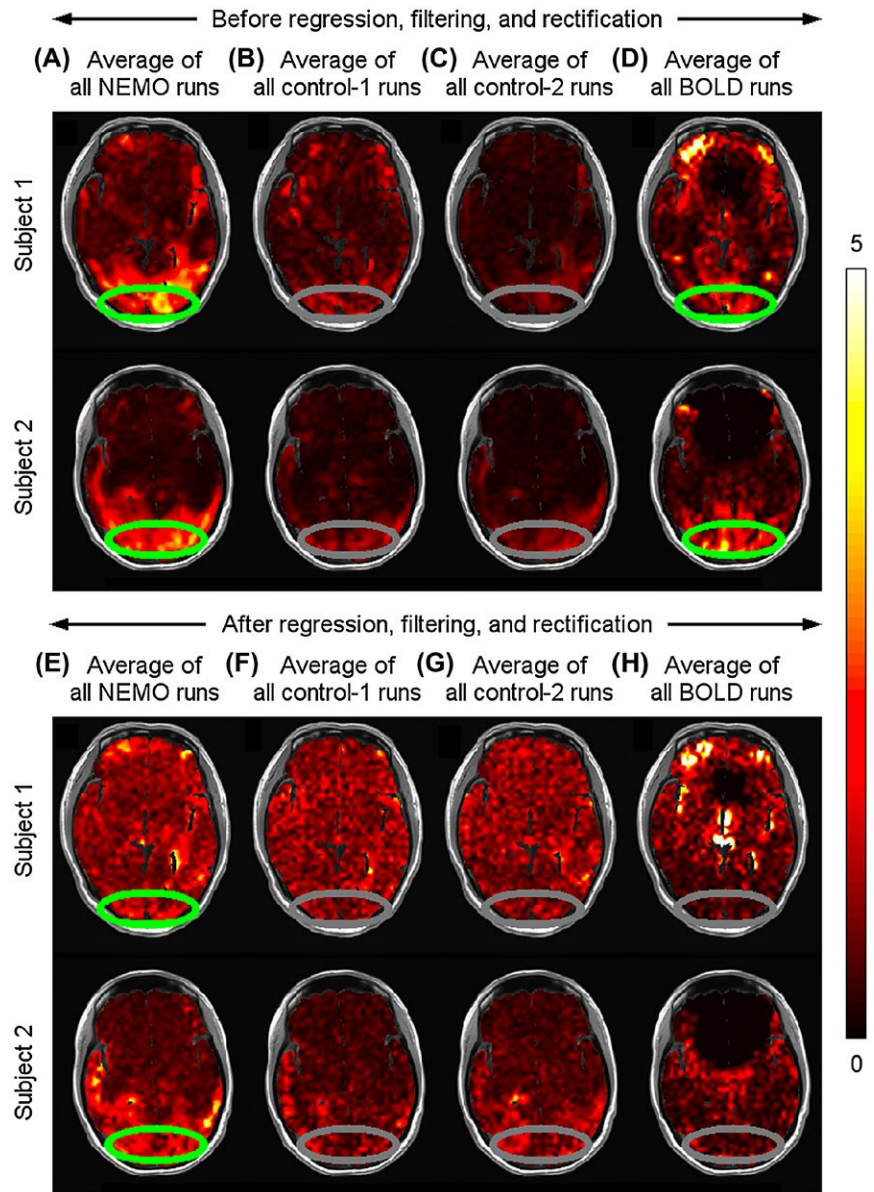 Before regression, filtering, and rectification
(A) Average of all NEMO runs
(B) Average of all control-1 runs
(C) Average of all control-2 runs
(D) Average of all BOLD runs
Subject 1
Subject 2
5
0
After regression, filtering, and rectification
(E) Average of all NEMO runs
(F) Average of all control-1 runs
(G) Average of all control-2 runs
(H) Average of all BOLD runs
Subject 1
Subject 2